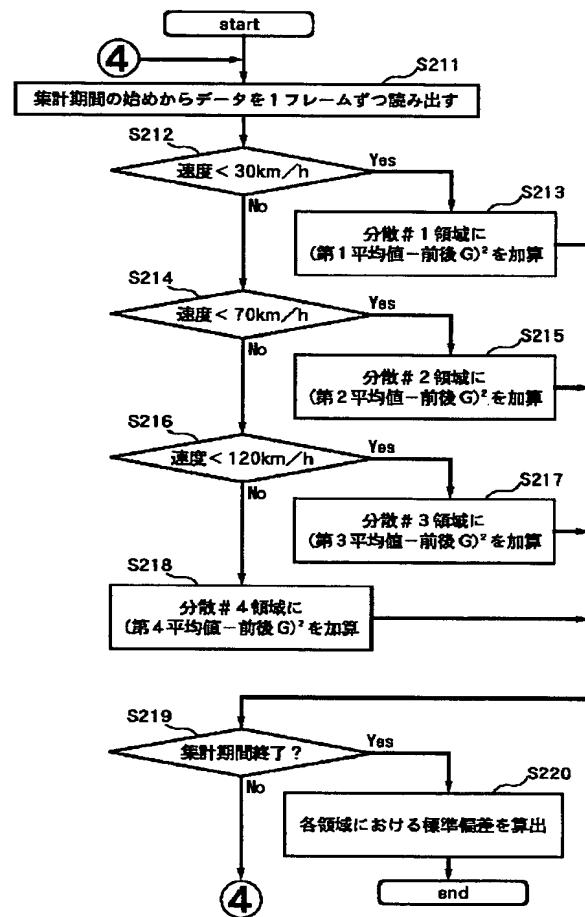 start
④
S211
集計期間の始めからデータを1フレームずつ読み出す
S212
速度＜30km／h
Yes
No
S213
分散＃1領域に
(第1平均値－前後G)²を加算
S214
速度＜70km／h
Yes
No
S215
分散＃2領域に
(第2平均値－前後G)²を加算
S216
速度＜120km／h
Yes
No
S217
分散＃3領域に
(第3平均値－前後G)²を加算
S218
分散＃4領域に
(第4平均値－前後G)²を加算
S219
集計期間終了？
Yes
No
S220
各領域における標準偏差を算出
④
end